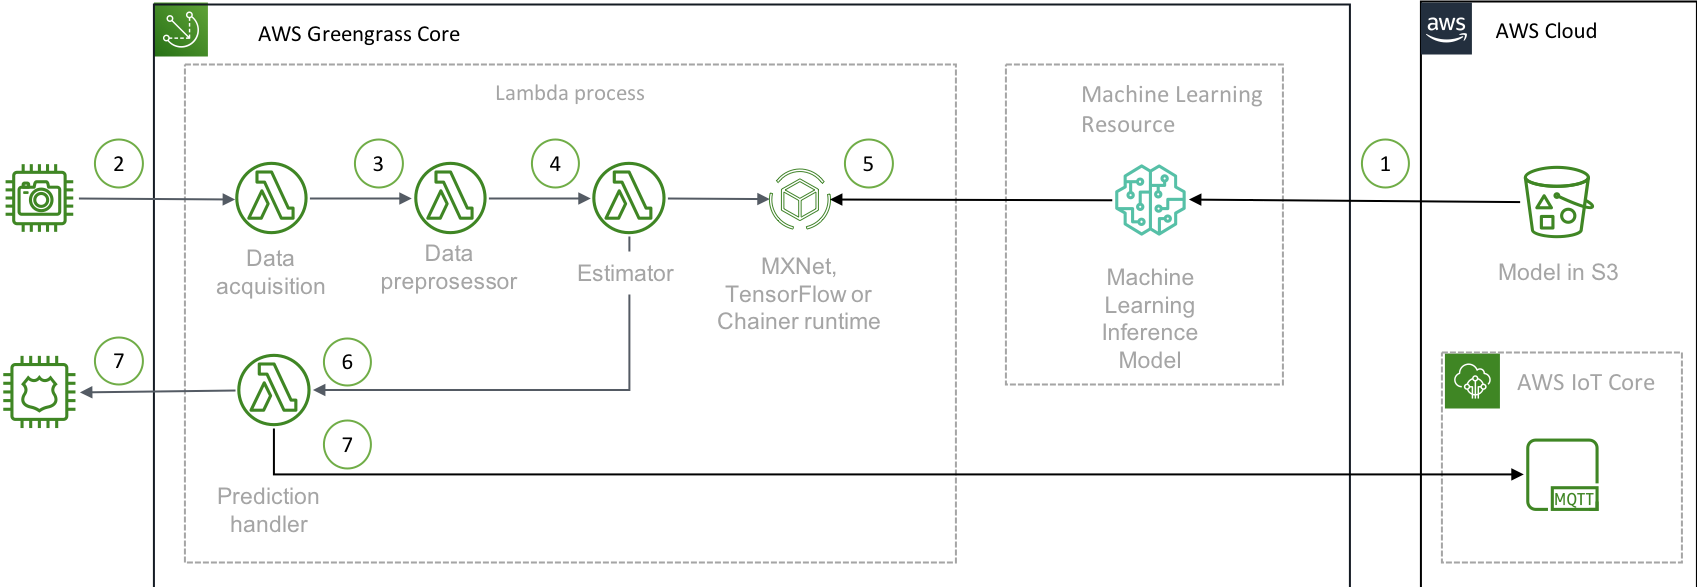 AWS Greengrass Core
aws
AWS Cloud
Lambda process
Machine Learning
Resource
2
3
4
5
1
Data
acquisition
Data
preprosessor
Estimator
MXNet,
TensorFlow or
Chainer runtime
Machine
Learning
Inference
Model
Model in S3
7
6
AWS IoT Core
7
MQTT
Prediction
handler